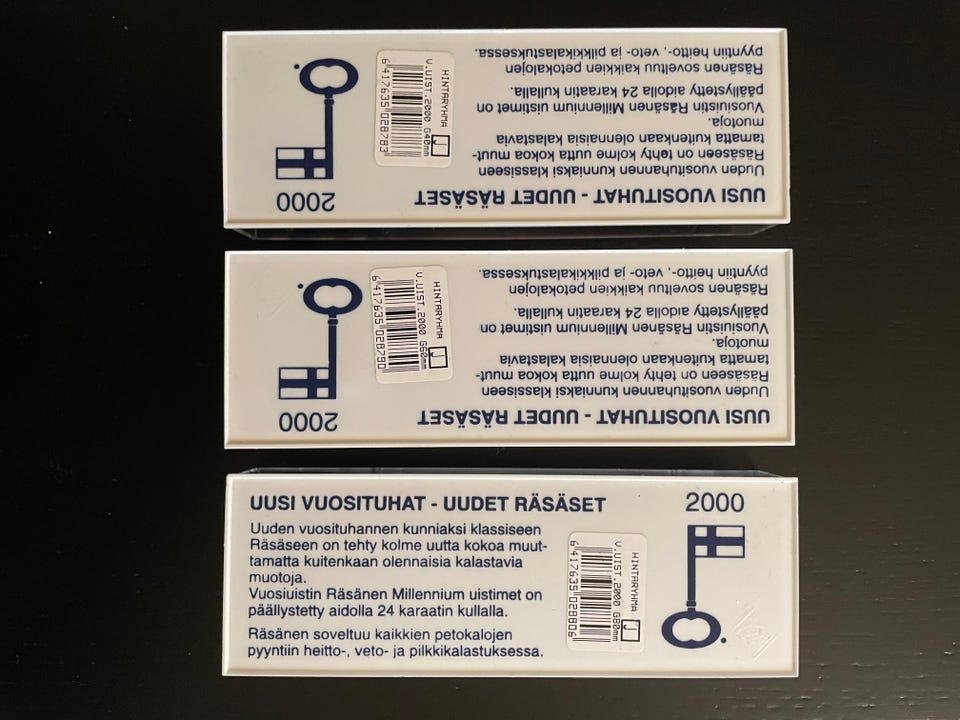 UUSI VUOSITUHAT - UUDET RÄSÄSET
2000
Uuden vuosituhannen kunniaksi klassiseen
Räsäseen on tehty kolme uutta kokoa muut-
tamatta kuitenkaan olennaisia kalastavia
muotoja.
Vuosiuistin Räsänen Millennium uistimet on
päällystetty aidolla 24 karaatin kullalla.
Räsänen soveltuu kaikkien petokalojen
pyyntiin heitto-, veto- ja pilkkikalastuksessa.
HINTARYHMA
V.UIST.2000 G40mm
6417635028783
UUSI VUOSITUHAT - UUDET RÄSÄSET
2000
Uuden vuosituhannen kunniaksi klassiseen
Räsäseen on tehty kolme uutta kokoa muut-
tamatta kuitenkaan olennaisia kalastavia
muotoja.
Vuosiuistin Räsänen Millennium uistimet on
päällystetty aidolla 24 karaatin kullalla.
Räsänen soveltuu kaikkien petokalojen
pyyntiin heitto-, veto- ja pilkkikalastuksessa.
HINTARYHMA
V.UIST.2000 G60mm
6417635028790
UUSI VUOSITUHAT - UUDET RÄSÄSET
2000
Uuden vuosituhannen kunniaksi klassiseen
Räsäseen on tehty kolme uutta kokoa muut-
tamatta kuitenkaan olennaisia kalastavia
muotoja.
Vuosiuistin Räsänen Millennium uistimet on
päällystetty aidolla 24 karaatin kullalla.
Räsänen soveltuu kaikkien petokalojen
pyyntiin heitto-, veto- ja pilkkikalastuksessa.
HINTARYHMA
V.UIST.2000 G80mm
6417635028806